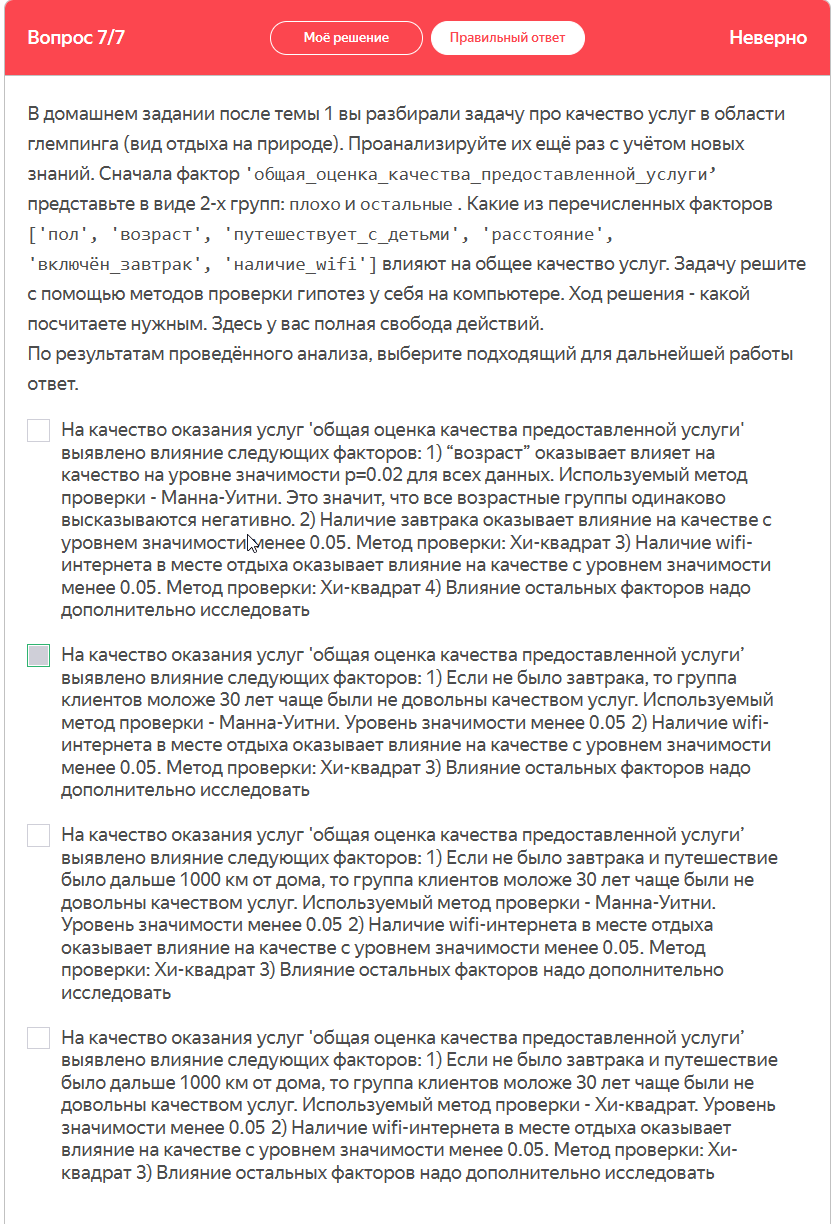 Вопрос 7/7 Моё решение Правильный ответ Неверно
В домашнем задании после темы 1 вы разбирали задачу про качество услуг в области
глемпинга (вид отдыха на природе). Проанализируйте их ещё раз с учётом новых
знаний. Сначала фактор 'общая_оценка_качества_предоставленной_услуги’
представьте в виде 2-х групп: плохо и остальные . Какие из перечисленных факторов
['пол', 'возраст', 'путешествует_с_детьми', 'расстояние',
'включён_завтрак', 'наличие_wifi'] влияют на общее качество услуг. Задачу решите
с помощью методов проверки гипотез у себя на компьютере. Ход решения - какой
посчитаете нужным. Здесь у вас полная свобода действий.
По результатам проведённого анализа, выберите подходящий для дальнейшей работы
ответ.
На качество оказания услуг 'общая оценка качества предоставленной услуги'
выявлено влияние следующих факторов: 1) “возраст” оказывает влияет на
качество на уровне значимости p=0.02 для всех данных. Используемый метод
проверки - Манна-Уитни. Это значит, что все возрастные группы одинаково
высказываются негативно. 2) Наличие завтрака оказывает влияние на качестве с
уровнем значимости менее 0.05. Метод проверки: Хи-квадрат 3) Наличие wifi-
интернета в месте отдыха оказывает влияние на качестве с уровнем значимости
менее 0.05. Метод проверки: Хи-квадрат 4) Влияние остальных факторов надо
дополнительно исследовать
На качество оказания услуг 'общая оценка качества предоставленной услуги’
выявлено влияние следующих факторов: 1) Если не было завтрака, то группа
клиентов моложе 30 лет чаще были не довольны качеством услуг. Используемый
метод проверки - Манна-Уитни. Уровень значимости менее 0.05 2) Наличие wifi-
интернета в месте отдыха оказывает влияние на качестве с уровнем значимости
менее 0.05. Метод проверки: Хи-квадрат 3) Влияние остальных факторов надо
дополнительно исследовать
На качество оказания услуг 'общая оценка качества предоставленной услуги’
выявлено влияние следующих факторов: 1) Если не было завтрака и путешествие
было дальше 1000 км от дома, то группа клиентов моложе 30 лет чаще были не
довольны качеством услуг. Используемый метод проверки - Манна-Уитни.
Уровень значимости менее 0.05 2) Наличие wifi-интернета в месте отдыха
оказывает влияние на качестве с уровнем значимости менее 0.05. Метод
проверки: Хи-квадрат 3) Влияние остальных факторов надо дополнительно
исследовать
На качество оказания услуг 'общая оценка качества предоставленной услуги’
выявлено влияние следующих факторов: 1) Если не было завтрака и путешествие
было дальше 1000 км от дома, то группа клиентов моложе 30 лет чаще были не
довольны качеством услуг. Используемый метод проверки - Хи-квадрат. Уровень
значимости менее 0.05 2) Наличие wifi-интернета в месте отдыха оказывает
влияние на качестве с уровнем значимости менее 0.05. Метод проверки: Хи-
квадрат 3) Влияние остальных факторов надо дополнительно исследовать